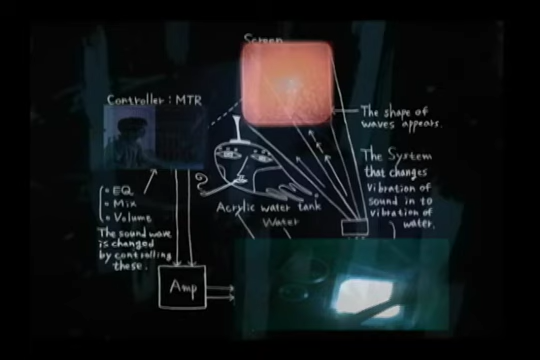 Screen
Controller : MTR
The shape of
waves appears.
The System
that changes
Vibration of
sound in to
vibration of
water.
EQ
Mix
Volume
The sound wave
is changed
by controlling
these.
Acrylic water tank
Water
Amp